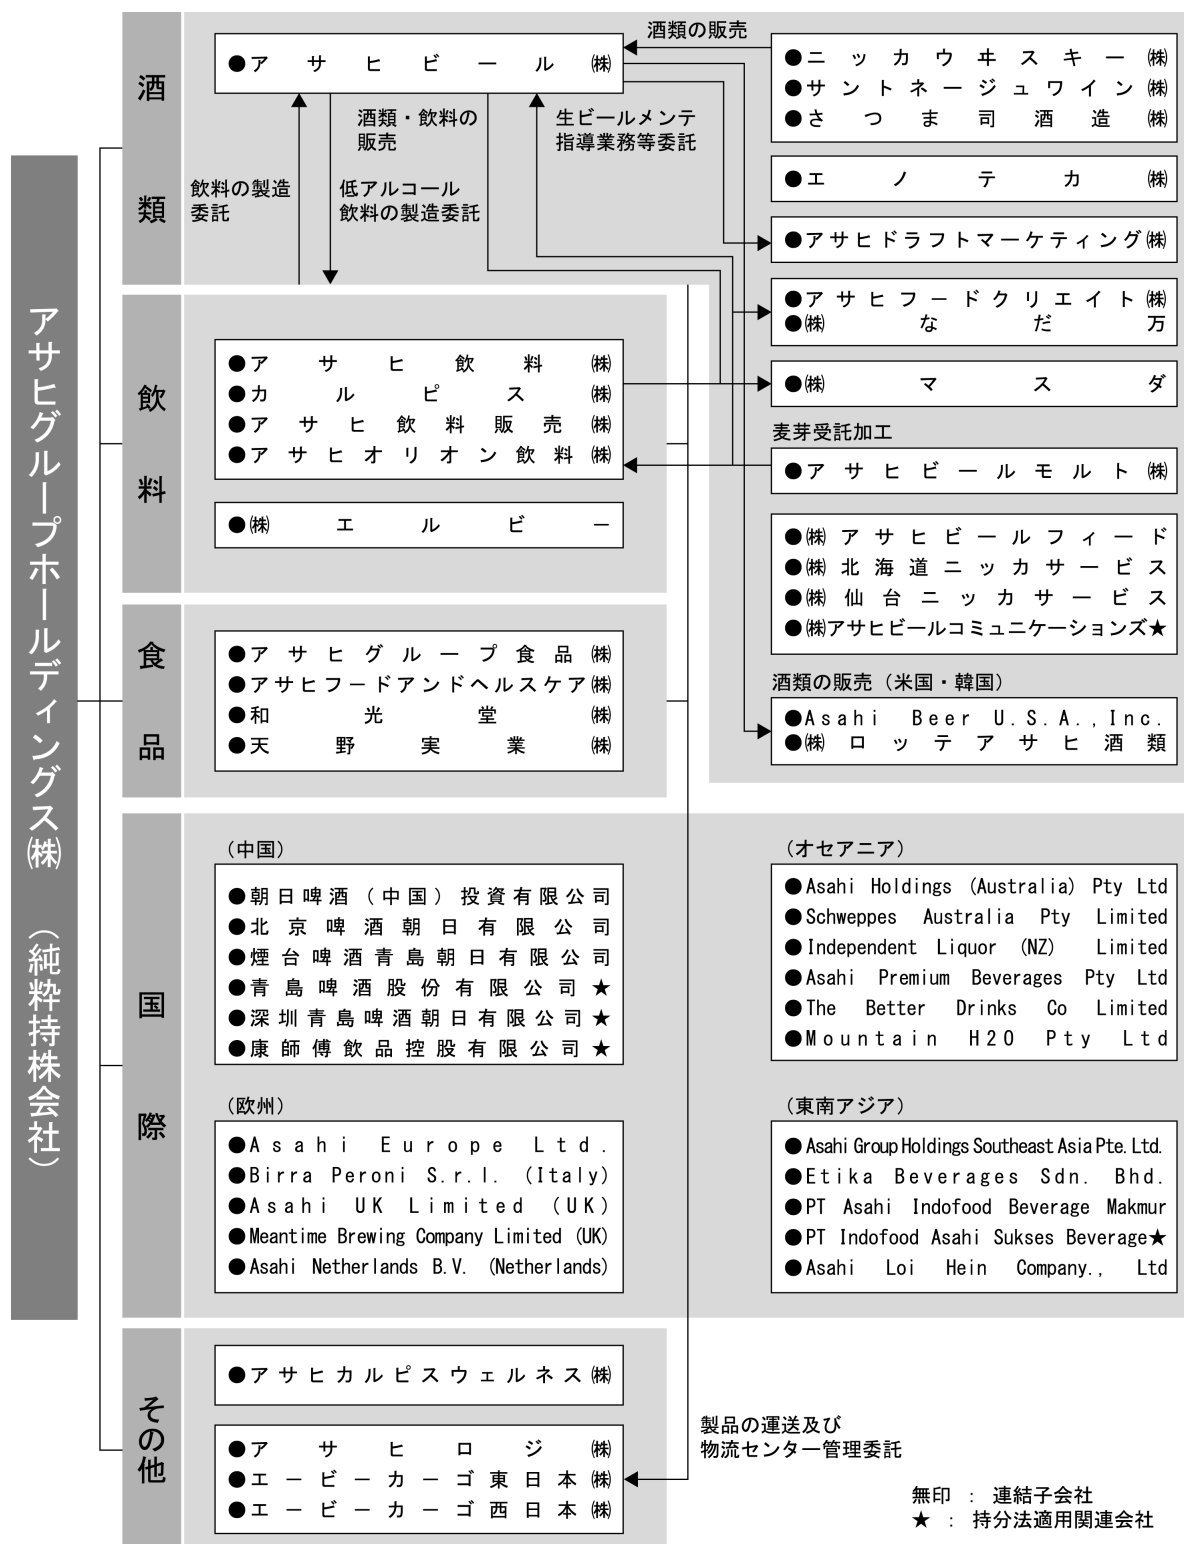 アサヒグループホールディングス㈱　（純粋持株会社）
酒類
●アサヒビール㈱
酒類の販売
●ニッカウヰスキー㈱
●サントネージュワイン㈱
●さつま司酒造㈱
酒類・飲料の
販売
生ビールメンテ
指導業務等委託
飲料の製造
委託
低アルコール
飲料の製造委託
●エノテカ㈱
●アサヒドラフトマーケティング㈱
●アサヒフードクリエイト㈱
●㈱なだ万
●㈱マスダ
麦芽受託加工
●アサヒビールモルト㈱
●㈱アサヒビールフィード
●㈱北海道ニッカサービス
●㈱仙台ニッカサービス
●㈱アサヒビールコミュニケーションズ★
酒類の販売（米国・韓国）
●Asahi Beer U.S.A.,Inc.
●㈱ロッテアサヒ酒類
飲料
●アサヒ飲料㈱
●カルピス㈱
●アサヒ飲料販売㈱
●アサヒオリオン飲料㈱
●㈱エルビー
食品
●アサヒグループ食品㈱
●アサヒフードアンドヘルスケア㈱
●和光堂㈱
●天野実業㈱
国際
（中国）
●朝日啤酒（中国）投資有限公司
●北京啤酒朝日有限公司
●煙台啤酒青島朝日有限公司
●青島啤酒股份有限公司★
●深圳青島啤酒朝日有限公司★
●康師傅飲品控股有限公司★
（オセアニア）
●Asahi Holdings (Australia) Pty Ltd
●Schweppes Australia Pty Limited
●Independent Liquor (NZ) Limited
●Asahi Premium Beverages Pty Ltd
●The Better Drinks Co Limited
●Mountain H2O Pty Ltd
（欧州）
●Asahi Europe Ltd.
●Birra Peroni S.r.l. (Italy)
●Asahi UK Limited (UK)
●Meantime Brewing Company Limited (UK)
●Asahi Netherlands B.V. (Netherlands)
（東南アジア）
●Asahi Group Holdings Southeast Asia Pte. Ltd.
●Etika Beverages Sdn. Bhd.
●PT Asahi Indofood Beverage Makmur
●PT Indofood Asahi Sukses Beverage★
●Asahi Loi Hein Company., Ltd
その他
●アサヒカルピスウェルネス㈱
●アサヒロジ㈱
●エービーカーゴ東日本㈱
●エービーカーゴ西日本㈱
製品の運送及び
物流センター管理委託
無印 ： 連結子会社
★ ： 持分法適用関連会社